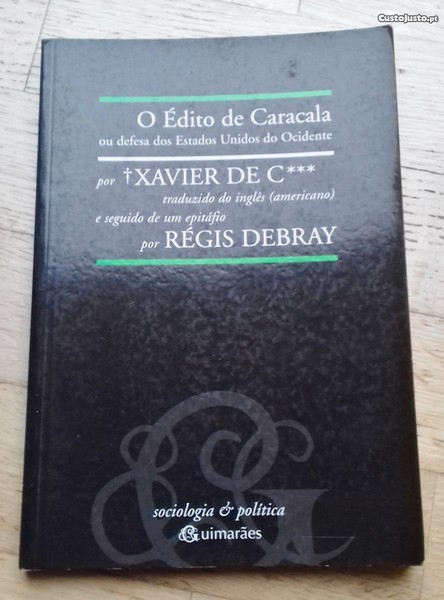 CustoJusto.pt
O Édito de Caracala
ou defesa dos Estados Unidos do Ocidente
por †XAVIER DE C***
traduzido do inglês (americano)
e seguido de um epitáfio
por RÉGIS DEBRAY
sociologia & política
Guimarães